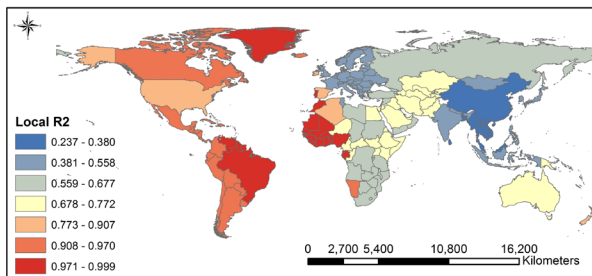 Local R2
0.237 - 0.380
0.381 - 0.558
0.559 - 0.677
0.678 - 0.772
0.773 - 0.907
0.908 - 0.970
0.971 - 0.999
0 2,700 5,400 10,800 16,200
Kilometers